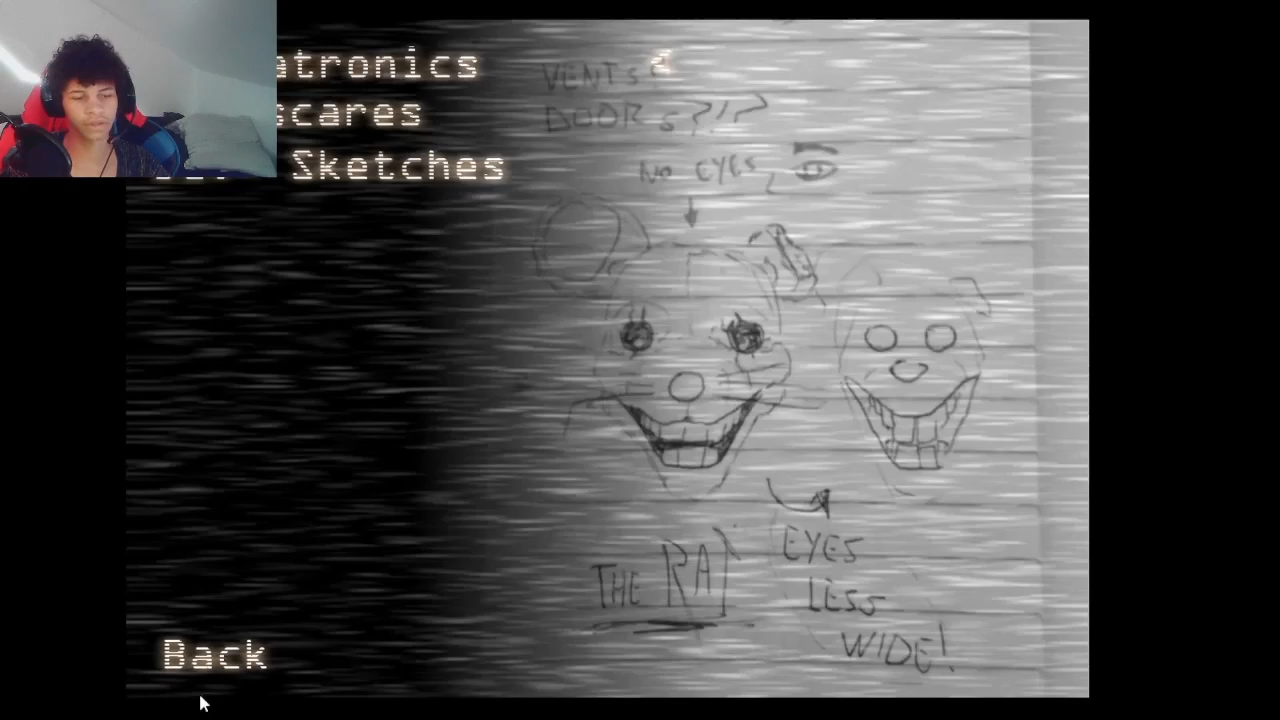 atronics
scares
Sketches
<
VENTS &
DOORS?!?
NO EYES
THE RAT
EYES
LESS
WIDE!
Back